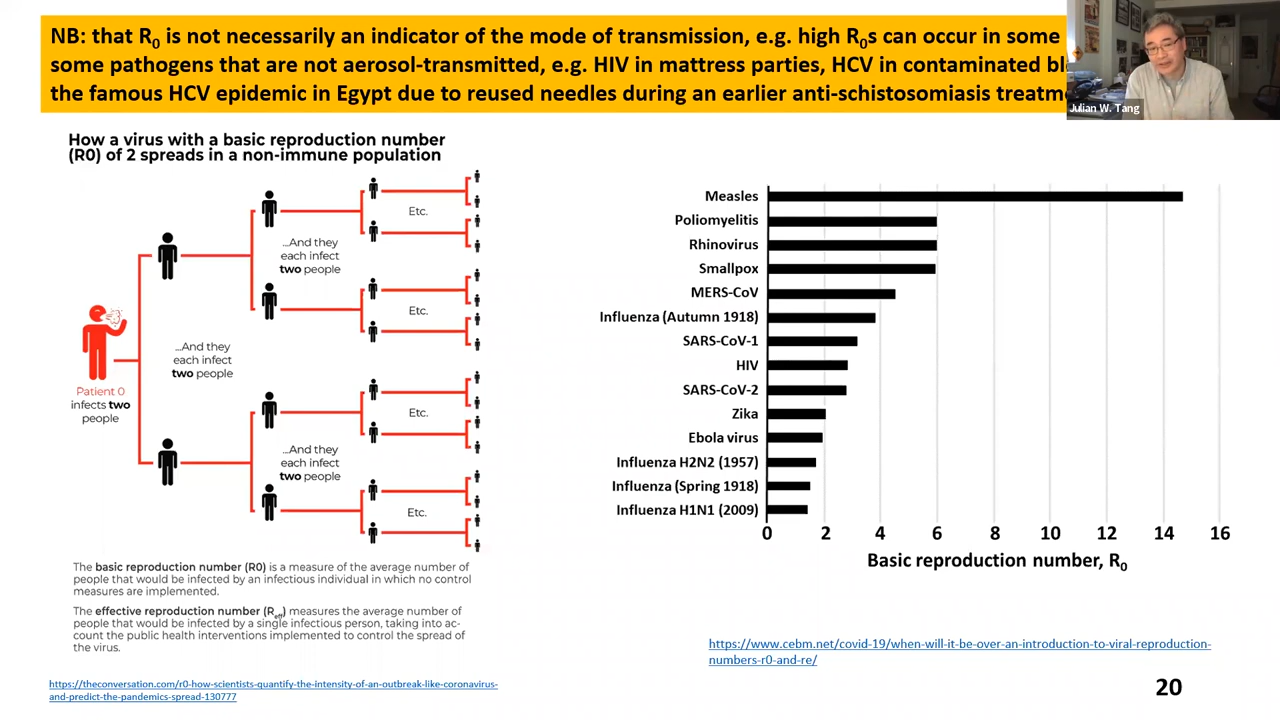 NB: that R0 is not necessarily an indicator of the mode of transmission, e.g. high R0s can occur in some
some pathogens that are not aerosol-transmitted, e.g. HIV in mattress parties, HCV in contaminated
the famous HCV epidemic in Egypt due to reused needles during an earlier anti-schistosomiasis
Julian W. Tang
How a virus with a basic reproduction number
(R0) of 2 spreads in a non-immune population
Patient 0
infects two
people
...And they
each infect
two people
...And they
each infect
two people
...And they
each infect
two people
Etc.
Etc.
Etc.
Etc.
The basic reproduction number (R0) is a measure of the average number of
people that would be infected by an infectious individual in which no control
measures are implemented.
The effective reproduction number (Reff) measures the average number of
people that would be infected by a single infectious person, taking into ac-
count the public health interventions implemented to control the spread of
the virus.
https://theconversation.com/r0-how-scientists-quantify-the-intensity-of-an-outbreak-like-coronavirus-
and-predict-the-pandemics-spread-130777
Measles
Poliomyelitis
Rhinovirus
Smallpox
MERS-CoV
Influenza (Autumn 1918)
SARS-CoV-1
HIV
SARS-CoV-2
Zika
Ebola virus
Influenza H2N2 (1957)
Influenza (Spring 1918)
Influenza H1N1 (2009)
0 2 4 6 8 10 12 14 16
Basic reproduction number, R0
https://www.cebm.net/covid-19/when-will-it-be-over-an-introduction-to-viral-reproduction-
numbers-r0-and-re/
20